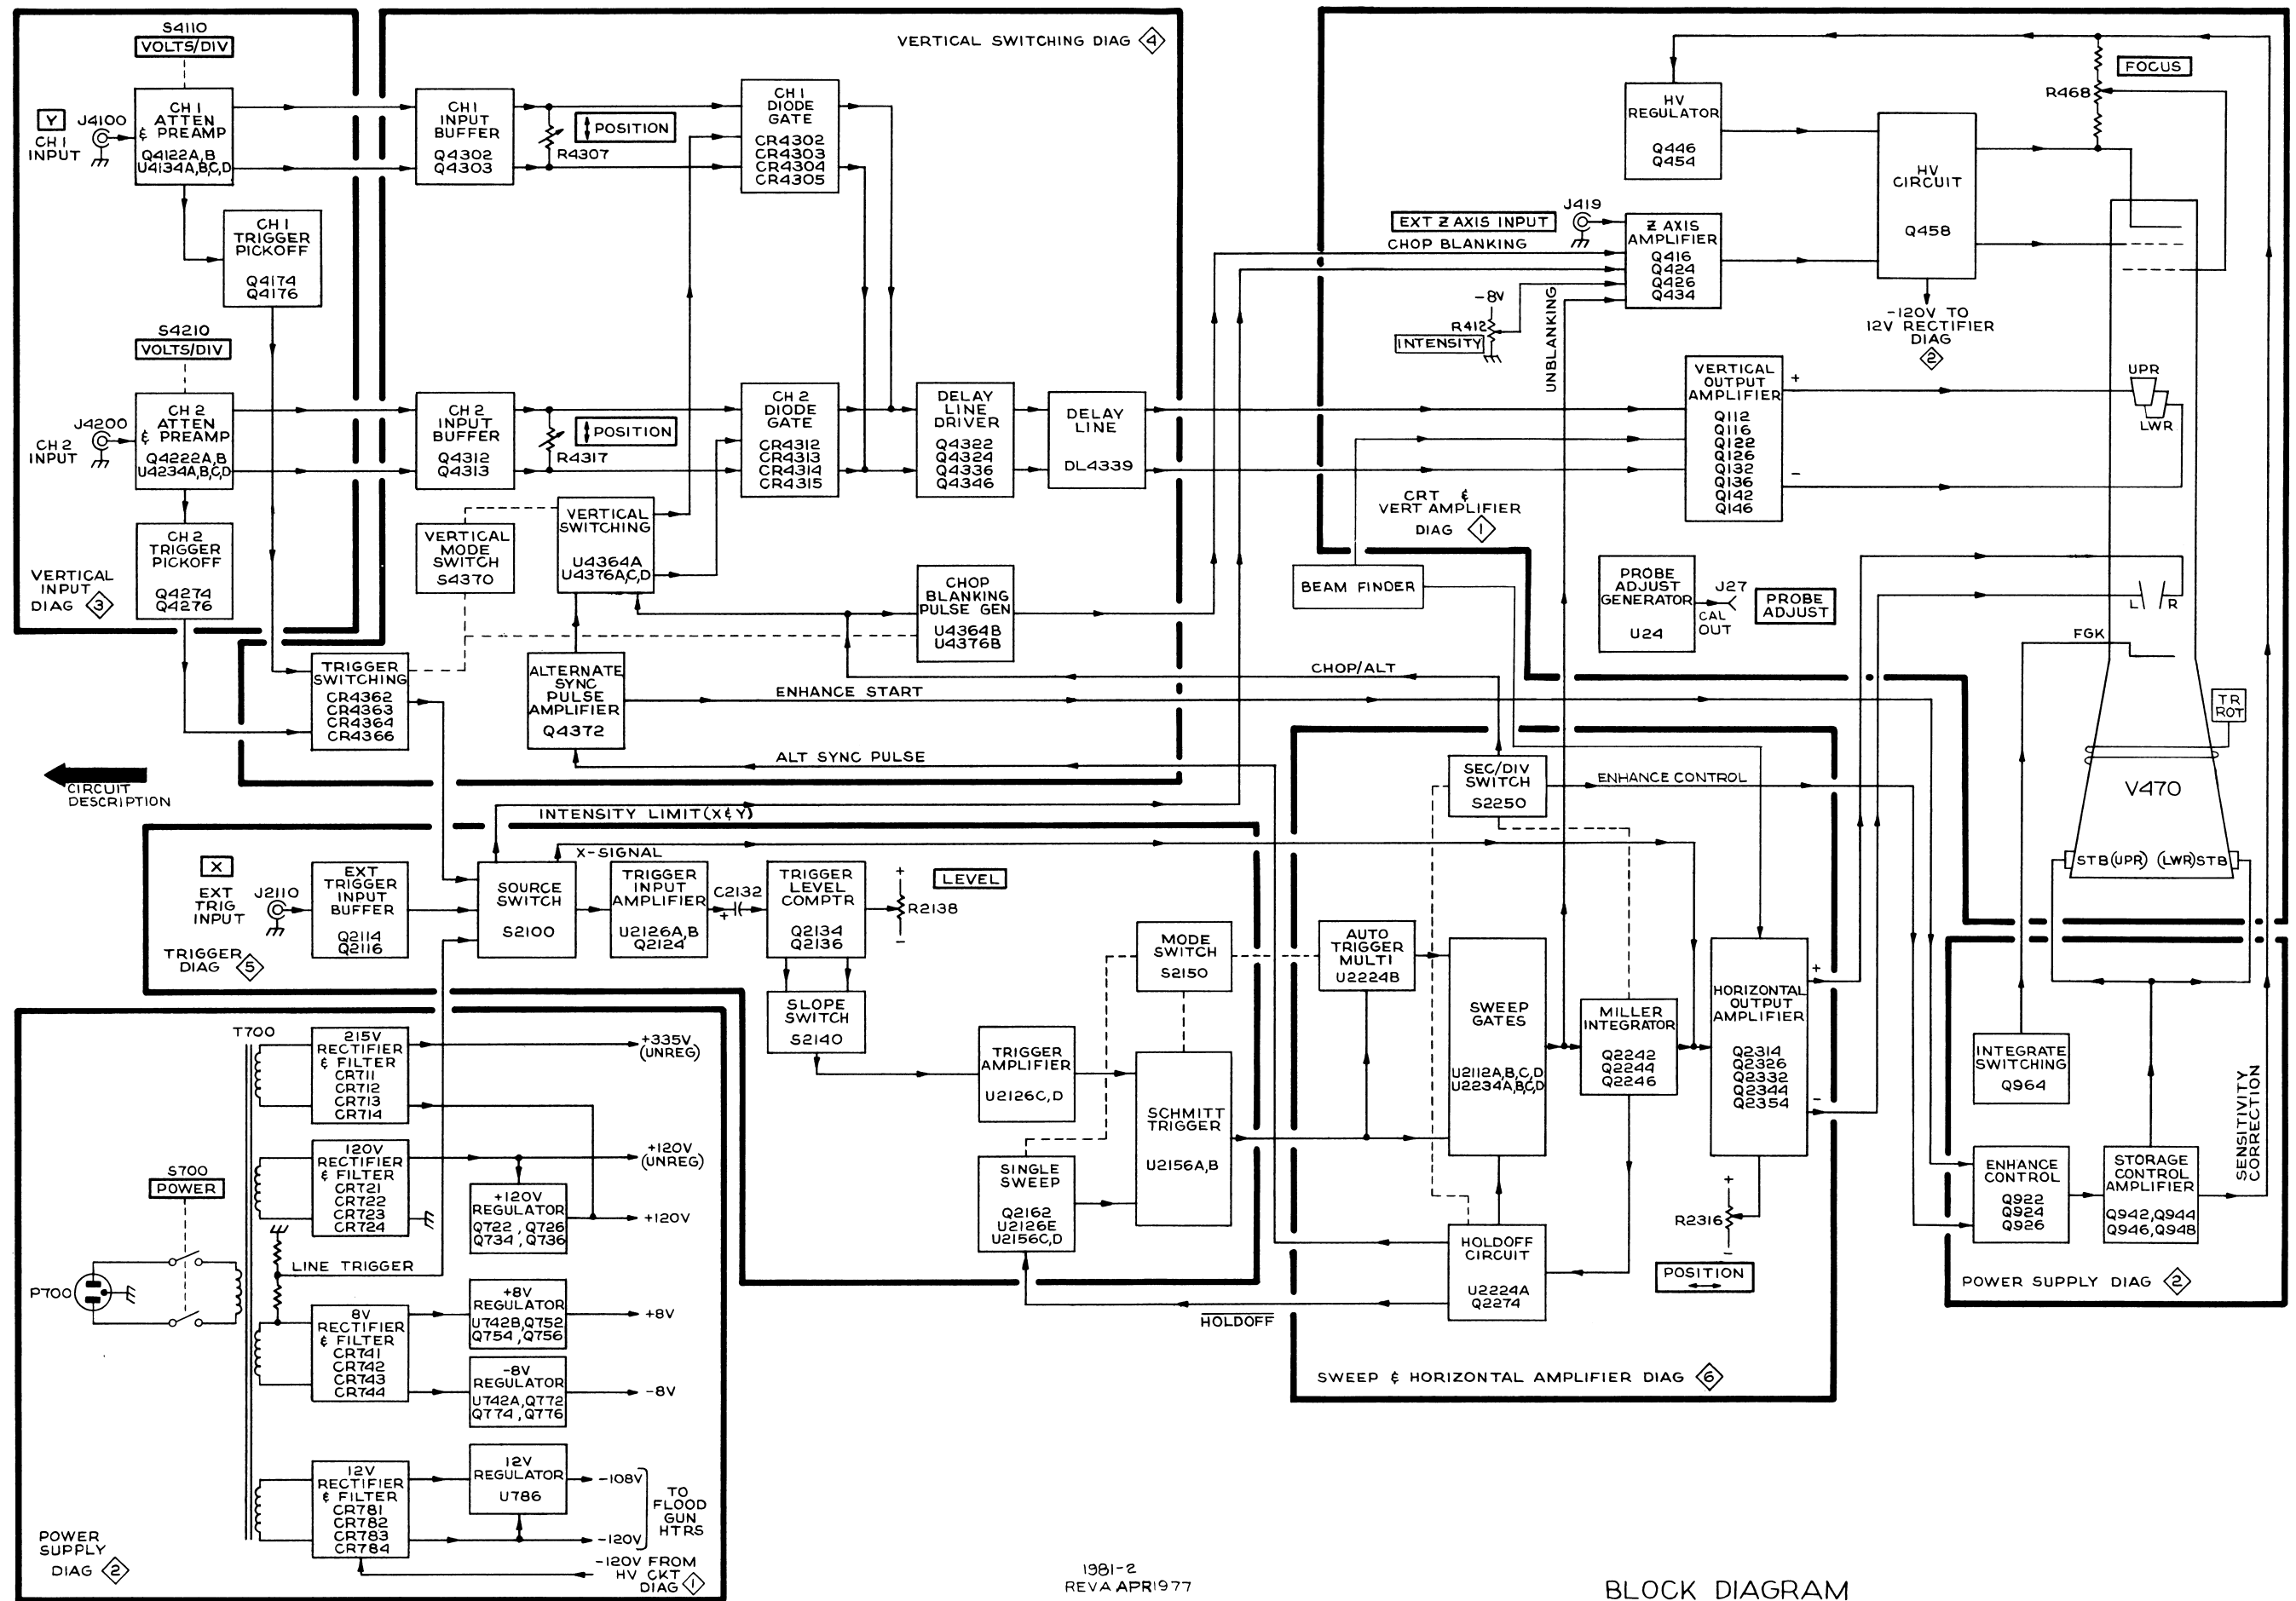 S4110
VOLTS/DIV
Y
J4100
CH 1
INPUT
CH 1
ATTEN
& PREAMP
Q4122A,B
U4134A,B,C,D
CH 1
TRIGGER
PICKOFF
Q4174
Q4176
S4210
VOLTS/DIV
J4200
CH 2
INPUT
CH 2
ATTEN
& PREAMP
Q4222A,B
U4234A,B,C,D
CH 2
TRIGGER
PICKOFF
Q4274
Q4276
VERTICAL
INPUT
DIAG 3
VERTICAL SWITCHING DIAG 4
CH 1
INPUT
BUFFER
Q4302
Q4303
POSITION
R4307
CH 1
DIODE
GATE
CR4302
CR4303
CR4304
CR4305
CH 2
INPUT
BUFFER
Q4312
Q4313
POSITION
R4317
CH 2
DIODE
GATE
CR4312
CR4313
CR4314
CR4315
DELAY
LINE
DRIVER
Q4322
Q4324
Q4336
Q4346
DELAY
LINE
DL4339
VERTICAL
MODE
SWITCH
S4370
VERTICAL
SWITCHING
U4364A
U4376A,C,D
CHOP
BLANKING
PULSE GEN
U4364B
U4376B
TRIGGER
SWITCHING
CR4362
CR4363
CR4364
CR4366
ALTERNATE
SYNC
PULSE
AMPLIFIER
Q4372
ENHANCE START
ALT SYNC PULSE
CHOP/ALT
INTENSITY LIMIT (X&Y)
CIRCUIT
DESCRIPTION
FOCUS
R468
HV
REGULATOR
Q446
Q454
HV
CIRCUIT
Q458
J419
EXT Z AXIS INPUT
CHOP BLANKING
Z AXIS
AMPLIFIER
Q416
Q424
Q426
Q434
-8V
R412
INTENSITY
UNBLANKING
-120V TO
12V RECTIFIER
DIAG
2
VERTICAL
OUTPUT
AMPLIFIER
Q112
Q116
Q122
Q126
Q132
Q136
Q142
Q146
+
-
UPR
LWR
CRT &
VERT AMPLIFIER
DIAG 1
BEAM FINDER
PROBE
ADJUST
GENERATOR
U24
J27
CAL
OUT
PROBE
ADJUST
L
R
FGK
TR
ROT
V470
STB(UPR)
(LWR)STB
X
EXT
TRIG
INPUT
J2110
EXT
TRIGGER
INPUT
BUFFER
Q2114
Q2116
TRIGGER
DIAG 5
X-SIGNAL
SOURCE
SWITCH
S2100
TRIGGER
INPUT
AMPLIFIER
U2126A,B
Q2124
C2132
+
TRIGGER
LEVEL
COMPTR
Q2134
Q2136
+
R2138
-
LEVEL
SLOPE
SWITCH
S2140
TRIGGER
AMPLIFIER
U2126C,D
MODE
SWITCH
S2150
SCHMITT
TRIGGER
U2156A,B
SINGLE
SWEEP
Q2162
U2126E
U2156C,D
HOLDOFF
SEC/DIV
SWITCH
S2250
ENHANCE CONTROL
AUTO
TRIGGER
MULTI
U2224B
SWEEP
GATES
U2112A,B,C,D
U2234A,B,C,D
MILLER
INTEGRATOR
Q2242
Q2244
Q2246
HORIZONTAL
OUTPUT
AMPLIFIER
Q2314
Q2326
Q2332
Q2344
Q2354
+
-
HOLDOFF
CIRCUIT
U2224A
Q2274
+
R2316
-
POSITION
SWEEP & HORIZONTAL AMPLIFIER DIAG 6
INTEGRATE
SWITCHING
Q964
ENHANCE
CONTROL
Q922
Q924
Q926
STORAGE
CONTROL
AMPLIFIER
Q942,Q944
Q946,Q948
SENSITIVITY
CORRECTION
POWER SUPPLY DIAG 2
T700
215V
RECTIFIER
& FILTER
CR711
CR712
CR713
CR714
+335V
(UNREG)
120V
RECTIFIER
& FILTER
CR721
CR722
CR723
CR724
+120V
(UNREG)
+120V
REGULATOR
Q722, Q726
Q734, Q736
+120V
S700
POWER
P700
LINE TRIGGER
8V
RECTIFIER
& FILTER
CR741
CR742
CR743
CR744
+8V
REGULATOR
U742B,Q752
Q754,Q756
+8V
-8V
REGULATOR
U742A,Q772
Q774,Q776
-8V
12V
RECTIFIER
& FILTER
CR781
CR782
CR783
CR784
12V
REGULATOR
U786
-108V
-120V
TO
FLOOD
GUN
HTRS
-120V FROM
HV CKT
DIAG 1
POWER
SUPPLY
DIAG 2
1981-2
REV A APR 1977
BLOCK DIAGRAM